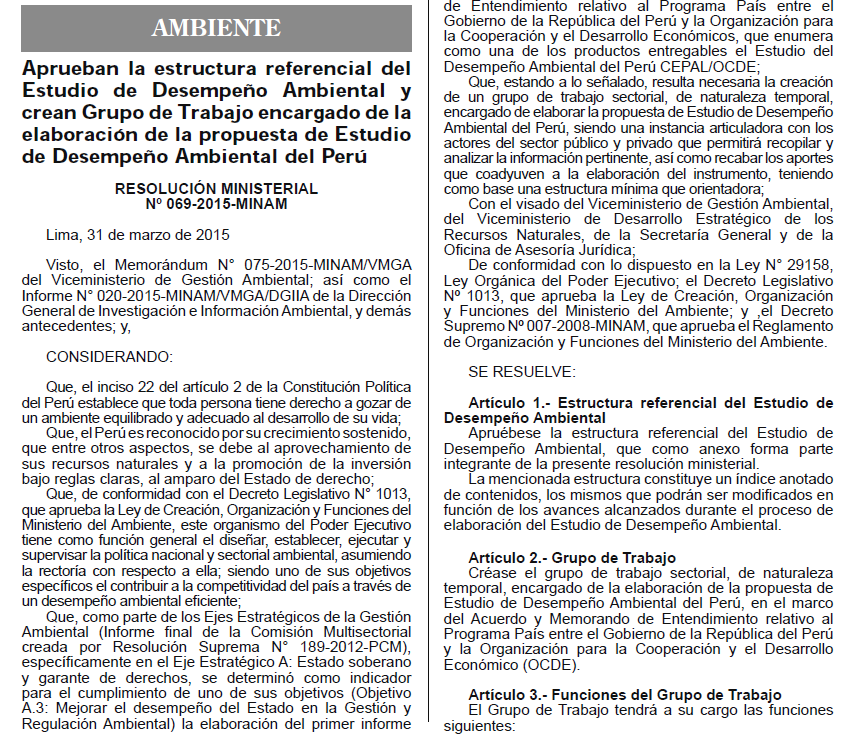 AMBIENTE
Aprueban la estructura referencial del
Estudio de Desempeño Ambiental y
crean Grupo de Trabajo encargado de la
elaboración de la propuesta de Estudio
de Desempeño Ambiental del Perú
RESOLUCIÓN MINISTERIAL
Nº 069-2015-MINAM
Lima, 31 de marzo de 2015
Visto, el Memorándum N° 075-2015-MINAM/VMGA
del Viceministerio de Gestión Ambiental; así como el
Informe N° 020-2015-MINAM/VMGA/DGIIA de la Dirección
General de Investigación e Información Ambiental, y demás
antecedentes; y,
CONSIDERANDO:
Que, el inciso 22 del artículo 2 de la Constitución Política
del Perú establece que toda persona tiene derecho a gozar de
un ambiente equilibrado y adecuado al desarrollo de su vida;
Que, el Perú es reconocido por su crecimiento sostenido,
que entre otros aspectos, se debe al aprovechamiento de
sus recursos naturales y a la promoción de la inversión
bajo reglas claras, al amparo del Estado de derecho;
Que, de conformidad con el Decreto Legislativo N° 1013,
que aprueba la Ley de Creación, Organización y Funciones del
Ministerio del Ambiente, este organismo del Poder Ejecutivo
tiene como función general el diseñar, establecer, ejecutar y
supervisar la política nacional y sectorial ambiental, asumiendo
la rectoría con respecto a ella; siendo uno de sus objetivos
específicos el contribuir a la competitividad del país a través de
un desempeño ambiental eficiente;
Que, como parte de los Ejes Estratégicos de la Gestión
Ambiental (Informe final de la Comisión Multisectorial
creada por Resolución Suprema N° 189-2012-PCM),
específicamente en el Eje Estratégico A: Estado soberano
y garante de derechos, se determinó como indicador
para el cumplimiento de uno de sus objetivos (Objetivo
A.3: Mejorar el desempeño del Estado en la Gestión y
Regulación Ambiental) la elaboración del primer informe
de Entendimiento relativo al Programa País entre el
Gobierno de la República del Perú y la Organización para
la Cooperación y el Desarrollo Económicos, que enumera
como una de los productos entregables el Estudio del
Desempeño Ambiental del Perú CEPAL/OCDE;
Que, estando a lo señalado, resulta necesaria la creación
de un grupo de trabajo sectorial, de naturaleza temporal,
encargado de elaborar la propuesta de Estudio de Desempeño
Ambiental del Perú, siendo una instancia articuladora con los
actores del sector público y privado que permitirá recopilar y
analizar la información pertinente, así como recabar los aportes
que coadyuven a la elaboración del instrumento, teniendo
como base una estructura mínima que orientadora;
Con el visado del Viceministerio de Gestión Ambiental,
del Viceministerio de Desarrollo Estratégico de los
Recursos Naturales, de la Secretaría General y de la
Oficina de Asesoría Jurídica;
De conformidad con lo dispuesto en la Ley N° 29158,
Ley Orgánica del Poder Ejecutivo; el Decreto Legislativo
Nº 1013, que aprueba la Ley de Creación, Organización
y Funciones del Ministerio del Ambiente; y ,el Decreto
Supremo Nº 007-2008-MINAM, que aprueba el Reglamento
de Organización y Funciones del Ministerio del Ambiente.
SE RESUELVE:
Artículo 1.- Estructura referencial del Estudio de
Desempeño Ambiental
Apruébese la estructura referencial del Estudio de
Desempeño Ambiental, que como anexo forma parte
integrante de la presente resolución ministerial.
La mencionada estructura constituye un índice anotado
de contenidos, los mismos que podrán ser modificados en
función de los avances alcanzados durante el proceso de
elaboración del Estudio de Desempeño Ambiental.
Artículo 2.- Grupo de Trabajo
Créase el grupo de trabajo sectorial, de naturaleza
temporal, encargado de la elaboración de la propuesta de
Estudio de Desempeño Ambiental del Perú, en el marco
del Acuerdo y Memorando de Entendimiento relativo al
Programa País entre el Gobierno de la República del Perú
y la Organización para la Cooperación y el Desarrollo
Económico (OCDE).
Artículo 3.- Funciones del Grupo de Trabajo
El Grupo de Trabajo tendrá a su cargo las funciones
siguientes: